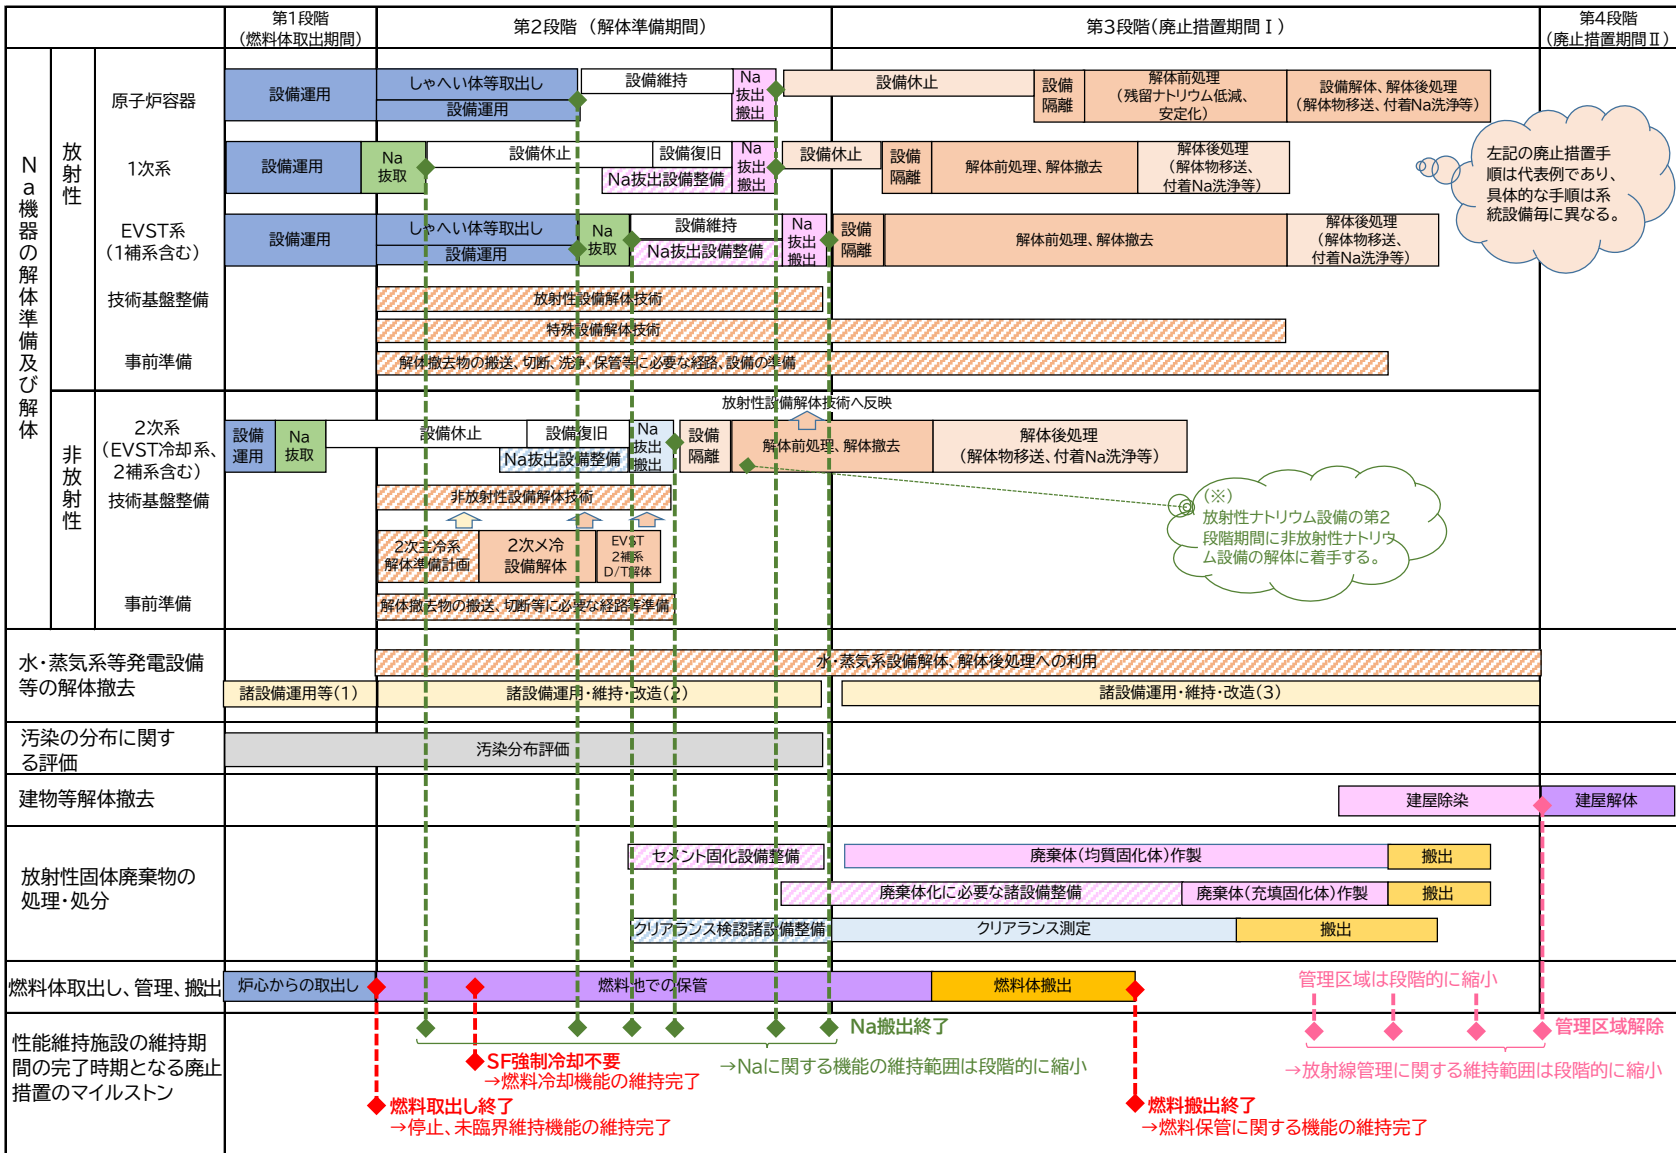 第1段階
(燃料体取出期間)
第2段階 (解体準備期間)
第3段階(廃止措置期間Ⅰ)
第4段階
(廃止措置期間Ⅱ)
Na機器の解体準備及び解体
放射性
原子炉容器
設備運用
しゃへい体等取出し
設備運用
設備維持
Na
抜出
搬出
設備休止
設備
隔離
解体前処理
(残留ナトリウム低減、
安定化)
設備解体、解体後処理
(解体物移送、付着Na洗浄等)
1次系
設備運用
Na
抜取
設備休止
設備復旧
Na抜出設備整備
Na
抜出
搬出
設備休止
設備
隔離
解体前処理、解体撤去
解体後処理
(解体物移送、
付着Na洗浄等)
左記の廃止措置手
順は代表例であり、
具体的な手順は系
統設備毎に異なる。
EVST系
(1補系含む)
設備運用
しゃへい体等取出し
設備運用
Na
抜取
設備維持
Na抜出設備整備
Na
抜出
搬出
設備
隔離
解体前処理、解体撤去
解体後処理
(解体物移送、
付着Na洗浄等)
技術基盤整備
放射性設備解体技術
特殊設備解体技術
事前準備
解体撤去物の搬送、切断、洗浄、保管等に必要な経路、設備の準備
非放射性
放射性設備解体技術へ反映
2次系
(EVST冷却系、
2補系含む)
設備
運用
Na
抜取
設備休止
設備復旧
Na抜出設備整備
Na
抜出
搬出
設備
隔離
解体前処理、解体撤去
解体後処理
(解体物移送、付着Na洗浄等)
技術基盤整備
非放射性設備解体技術
2次主冷系
解体準備計画
2次メ冷
設備解体
EVST
2補系
D/T解体
(※)
放射性ナトリウム設備の第2
段階期間に非放射性ナトリウ
ム設備の解体に着手する。
事前準備
解体撤去物の搬送、切断等に必要な経路等準備
水・蒸気系等発電設備
等の解体撤去
水・蒸気系設備解体、解体後処理への利用
諸設備運用等(1)
諸設備運用・維持・改造(2)
諸設備運用・維持・改造(3)
汚染の分布に関す
る評価
汚染分布評価
建物等解体撤去
建屋除染
建屋解体
放射性固体廃棄物の
処理・処分
セメント固化設備整備
廃棄体(均質固化体)作製
搬出
廃棄体化に必要な諸設備整備
廃棄体(充填固化体)作製
搬出
クリアランス検認諸設備整備
クリアランス測定
搬出
燃料体取出し、管理、搬出
炉心からの取出し
燃料池での保管
燃料体搬出
管理区域は段階的に縮小
性能維持施設の維持期
間の完了時期となる廃止
措置のマイルストン
Na搬出終了
→Naに関する機能の維持範囲は段階的に縮小
管理区域解除
→放射線管理に関する維持範囲は段階的に縮小
SF強制冷却不要
→燃料冷却機能の維持完了
燃料取出し終了
→停止、未臨界維持機能の維持完了
燃料搬出終了
→燃料保管に関する機能の維持完了